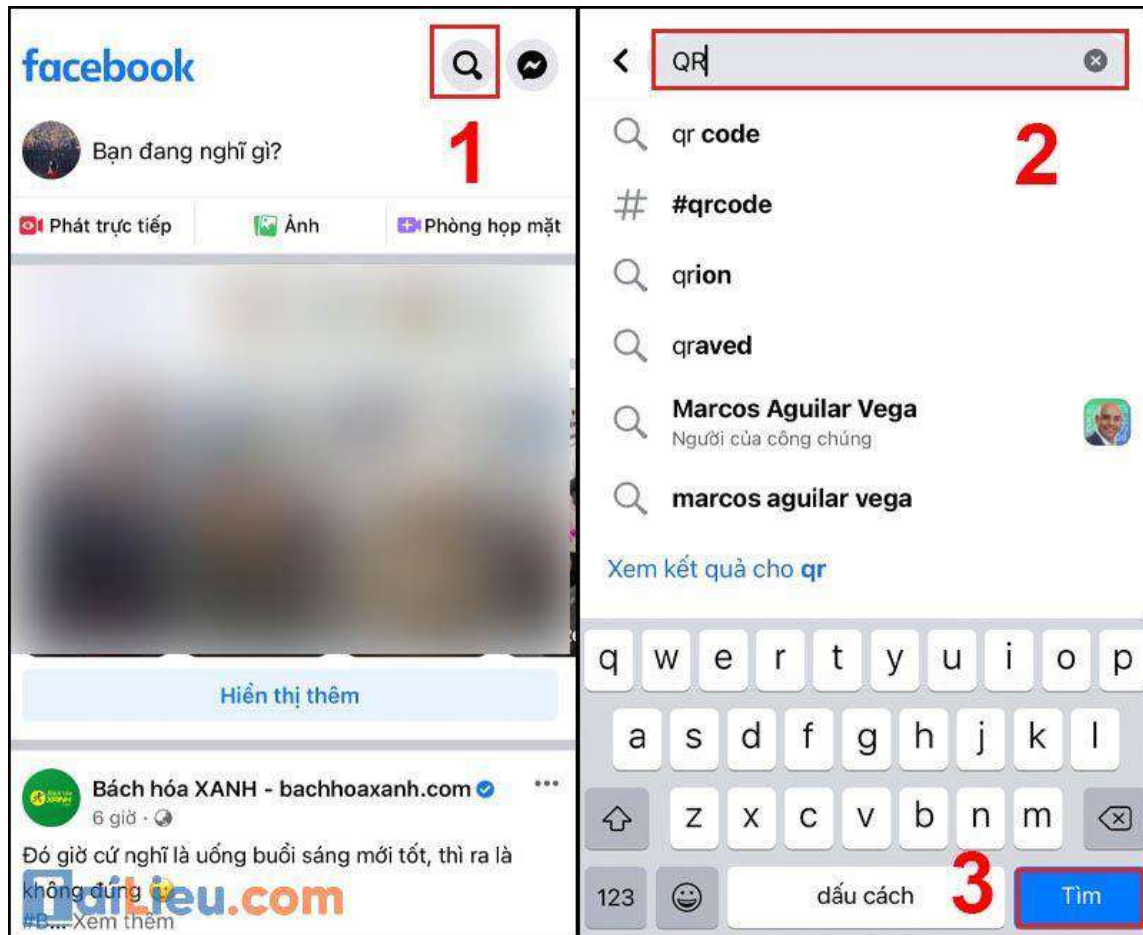 facebook
1
Bạn đang nghĩ gì?
Phát trực tiếp
Ảnh
Phòng họp mặt
Hiển thị thêm
Bách hóa XANH - bachhoaxanh.com
6 giờ ·
Đó giờ cứ nghĩ là uống buổi sáng mới tốt, thì ra là
không đúng
#B... Xem thêm
TaiLieu.com
QR
2
qr code
# #qrcode
qrion
qraved
Marcos Aguilar Vega
Người của công chúng
marcos aguilar vega
Xem kết quả cho qr
q w e r t y u i o p
a s d f g h j k l
z x c v b n m
123 dấu cách 3 Tìm